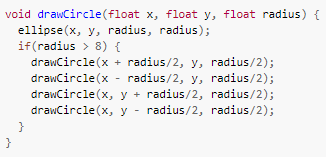 void drawCircle(float x, float y, float radius) {
  ellipse(x, y, radius, radius);
  if(radius > 8) {
    drawCircle(x + radius/2, y, radius/2);
    drawCircle(x - radius/2, y, radius/2);
    drawCircle(x, y + radius/2, radius/2);
    drawCircle(x, y - radius/2, radius/2);
  }
}